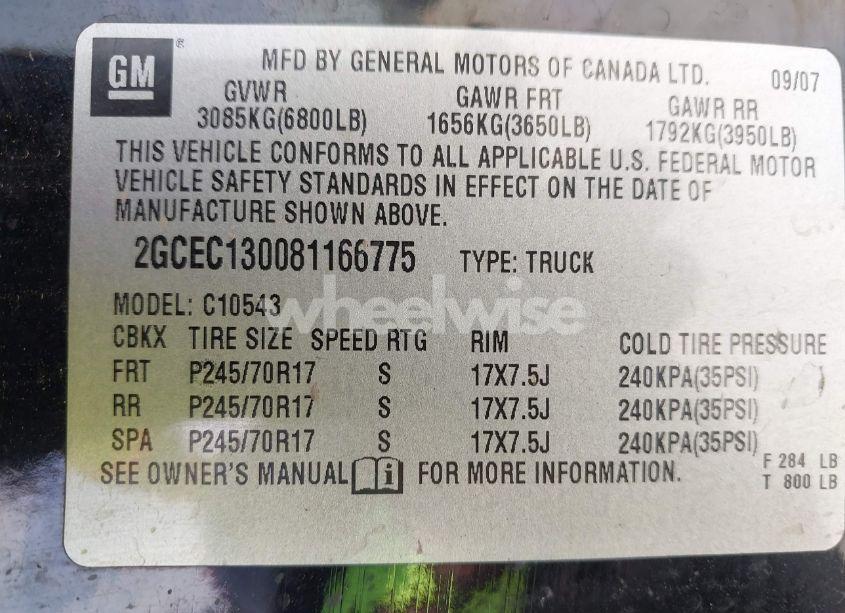 GM ®
MFD BY GENERAL MOTORS OF CANADA LTD. 09/07
GVWR GAWR FRT GAWR RR
3085KG(6800LB) 1656KG(3650LB) 1792KG(3950LB)
THIS VEHICLE CONFORMS TO ALL APPLICABLE U.S. FEDERAL MOTOR
VEHICLE SAFETY STANDARDS IN EFFECT ON THE DATE OF
MANUFACTURE SHOWN ABOVE.
2GCEC130081166775 TYPE: TRUCK
MODEL: C10543
wheelwise
CBKX TIRE SIZE SPEED RTG RIM COLD TIRE PRESSURE
FRT P245/70R17 S 17X7.5J 240KPA(35PSI)
RR P245/70R17 S 17X7.5J 240KPA(35PSI)
SPA P245/70R17 S 17X7.5J 240KPA(35PSI)
SEE OWNER'S MANUAL i FOR MORE INFORMATION.
F 284 LB
T 800 LB